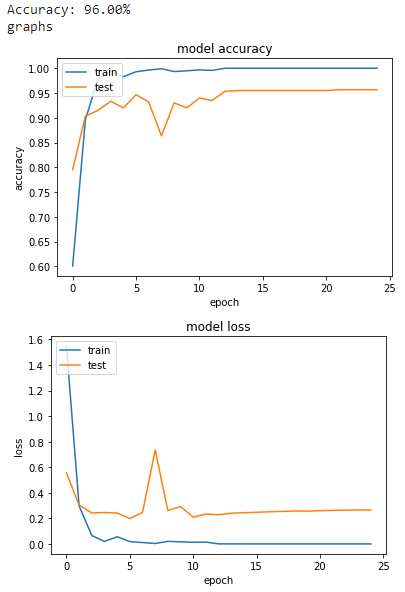 Accuracy: 96.00%
graphs
model accuracy
train
test
1.00
0.95
0.90
0.85
0.80
0.75
0.70
0.65
0.60
accuracy
0 5 10 15 20 25
epoch
model loss
train
test
1.6
1.4
1.2
1.0
0.8
0.6
0.4
0.2
0.0
loss
0 5 10 15 20 25
epoch